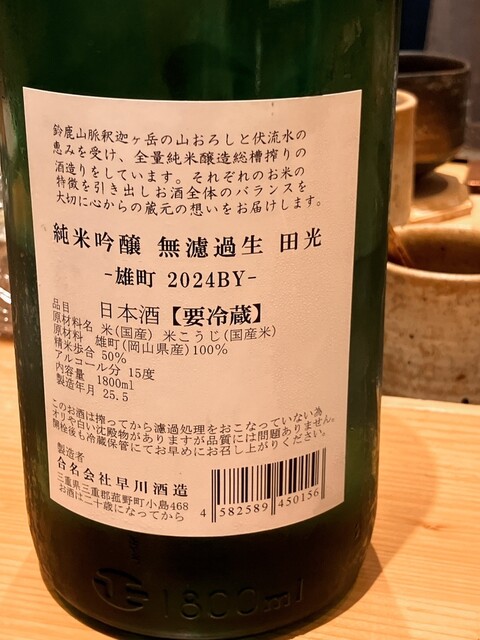 鈴鹿山脈釈迦ヶ岳の山おろしと伏流水の
恵みを受け、全量純米醸造総槽搾りの
酒造りをしています。それぞれのお米の
特徴を引き出しお酒全体のバランスを
大切に心からの蔵元の想いをお届けします。
純米吟醸 無濾過生 田光
-雄町 2024BY-
品目 日本酒【要冷蔵】
原材料名 米(国産) 米こうじ(国産米)
原材料 雄町(岡山県産)100%
精米歩合 50%
アルコール分 15度
内容量 1800ml
製造年月 25.5
このお酒は搾ってから濾過処理をおこなっていない為
オリや白い沈殿物がありますが品質には問題ありません。
開栓後も冷蔵保管にてお早めにお召し上がりください。
製造者
合名会社早川酒造
三重県三重郡菰野町小島468
お酒は二十歳になってから
4 582589 450156
1800ml